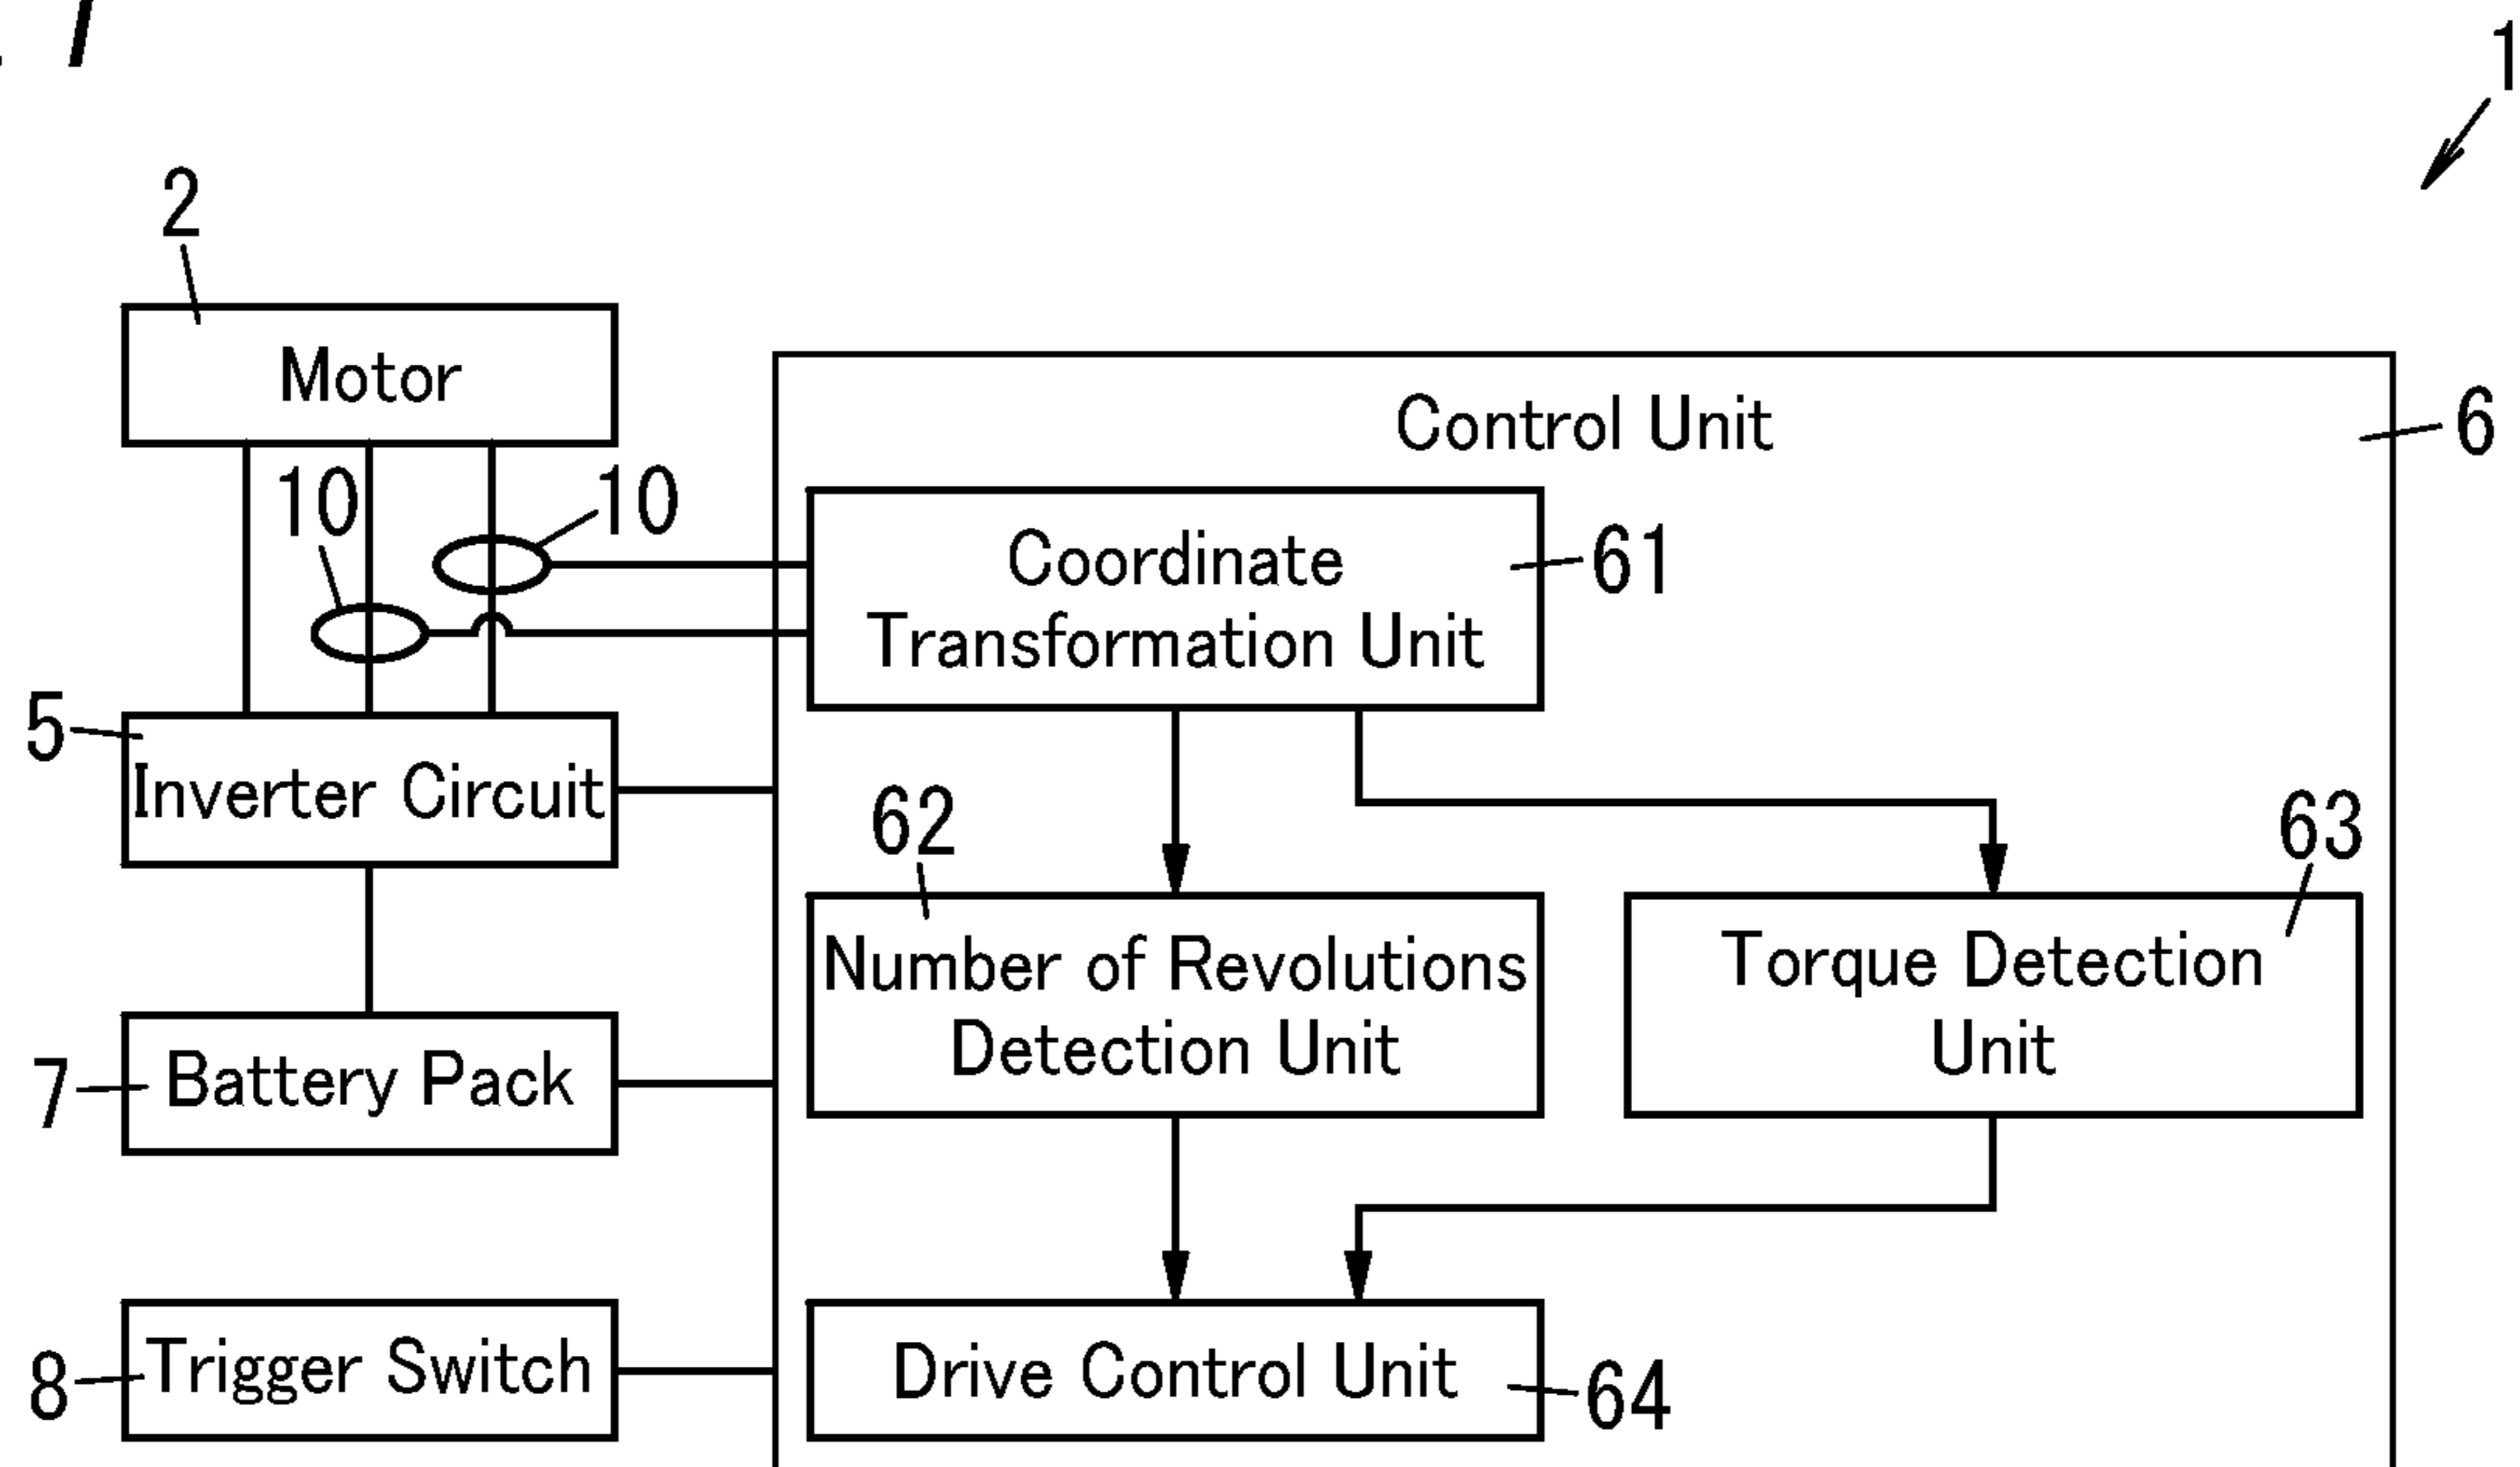 7
1
2
Motor
Control Unit
6
10
10
Coordinate
Transformation Unit
61
5
Inverter Circuit
62
63
Number of Revolutions
Detection Unit
Torque Detection
Unit
7
Battery Pack
8
Trigger Switch
Drive Control Unit
64